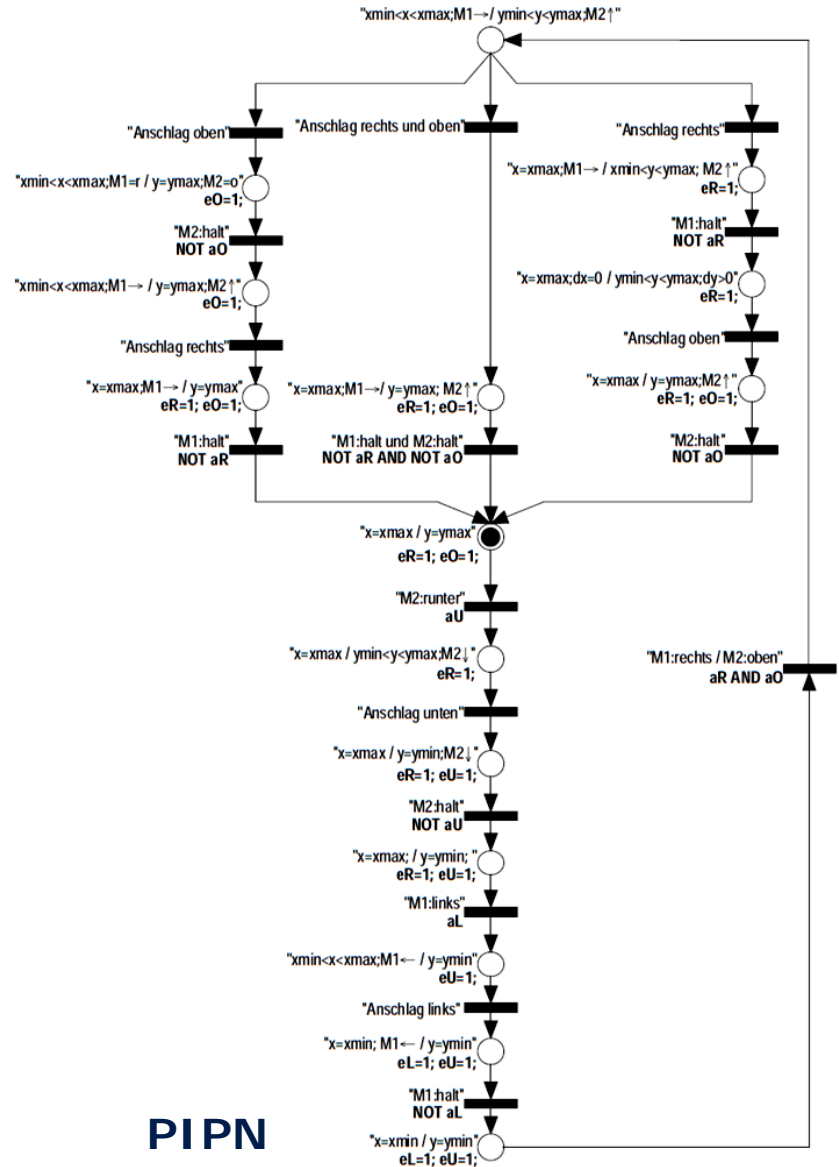 "xmin<x<xmax;M1→/ ymin<y<ymax;M2↑"
"Anschlag oben"
"xmin<x<xmax;M1=r / y=ymax;M2=o"
eO=1;
"M2:halt"
NOT aO
"xmin<x<xmax;M1→ / y=ymax;M2↑"
eO=1;
"Anschlag rechts"
"x=xmax;M1→ / y=ymax"
eR=1; eO=1;
"M1:halt"
NOT aR
"Anschlag rechts und oben"
"x=xmax;M1→/ y=ymax; M2↑"
eR=1; eO=1;
"M1:halt und M2:halt"
NOT aR AND NOT aO
"Anschlag rechts"
"x=xmax;M1→ / xmin<y<ymax; M2↑"
eR=1;
"M1:halt"
NOT aR
"x=xmax;dx=0 / ymin<y<ymax;dy>0"
eR=1;
"Anschlag oben"
"x=xmax / y=ymax;M2↑"
eR=1; eO=1;
"M2:halt"
NOT aO
"x=xmax / y=ymax"
eR=1; eO=1;
"M2:runter"
aU
"x=xmax / ymin<y<ymax;M2↓"
eR=1;
"Anschlag unten"
"x=xmax / y=ymin;M2↓"
eR=1; eU=1;
"M2:halt"
NOT aU
"x=xmax; / y=ymin; "
eR=1; eU=1;
"M1:links"
aL
"xmin<x<xmax;M1← / y=ymin"
eU=1;
"Anschlag links"
"x=xmin; M1← / y=ymin"
eL=1; eU=1;
"M1:halt"
NOT aL
"x=xmin / y=ymin"
eL=1; eU=1;
"M1:rechts / M2:oben"
aR AND aO
PIPN